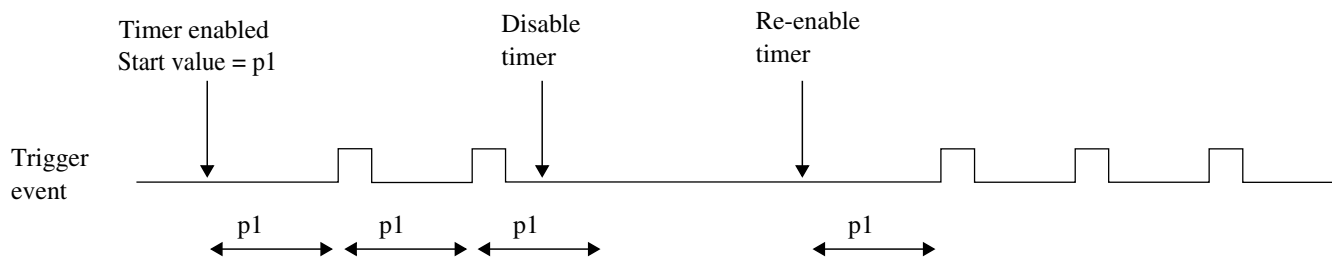 Timer enabled
Start value = p1
Disable
timer
Re-enable
timer
Trigger
event
p1
p1
p1
p1